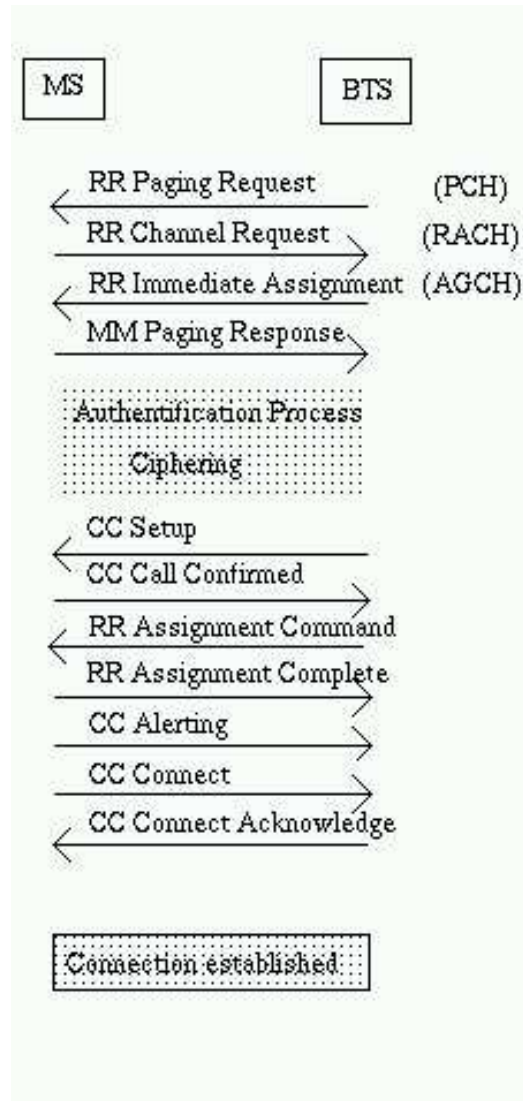 MS BTS
RR Paging Request (PCH)
RR Channel Request (RACH)
RR Immediate Assignment (AGCH)
MM Paging Response
Authentification Process
Ciphering
CC Setup
CC Call Confirmed
RR Assignment Command
RR Assignment Complete
CC Alerting
CC Connect
CC Connect Acknowledge
Connection established